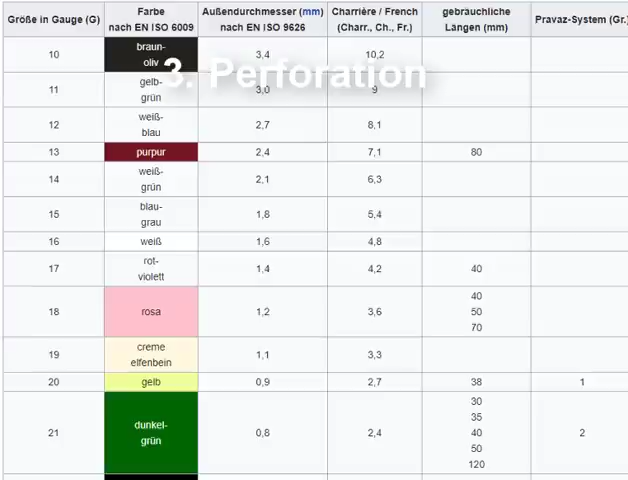 Größe in Gauge (G) Farbe nach EN ISO 6009 Außendurchmesser (mm) nach EN ISO 9626 Charrière / French (Charr., Ch., Fr.) gebräuchliche Längen (mm) Pravaz-System (Gr.)
10 braun-oliv 3,4 10,2
3. Perforation
11 gelb-grün 3,0 9
12 weiß-blau 2,7 8,1
13 purpur 2,4 7,1 80
14 weiß-grün 2,1 6,3
15 blau-grau 1,8 5,4
16 weiß 1,6 4,8
17 rot-violett 1,4 4,2 40
18 rosa 1,2 3,6 40 50 70
19 creme elfenbein 1,1 3,3
20 gelb 0,9 2,7 38 1
21 dunkel-grün 0,8 2,4 30 35 40 50 120 2